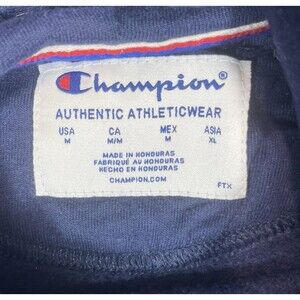 Champion®
AUTHENTIC ATHLETICWEAR
USA CA MEX ASIA
M M/M M XL
MADE IN HONDURAS
FABRIQUÉ AU HONDURAS
HECHO EN HONDURAS
CHAMPION.COM
FTX